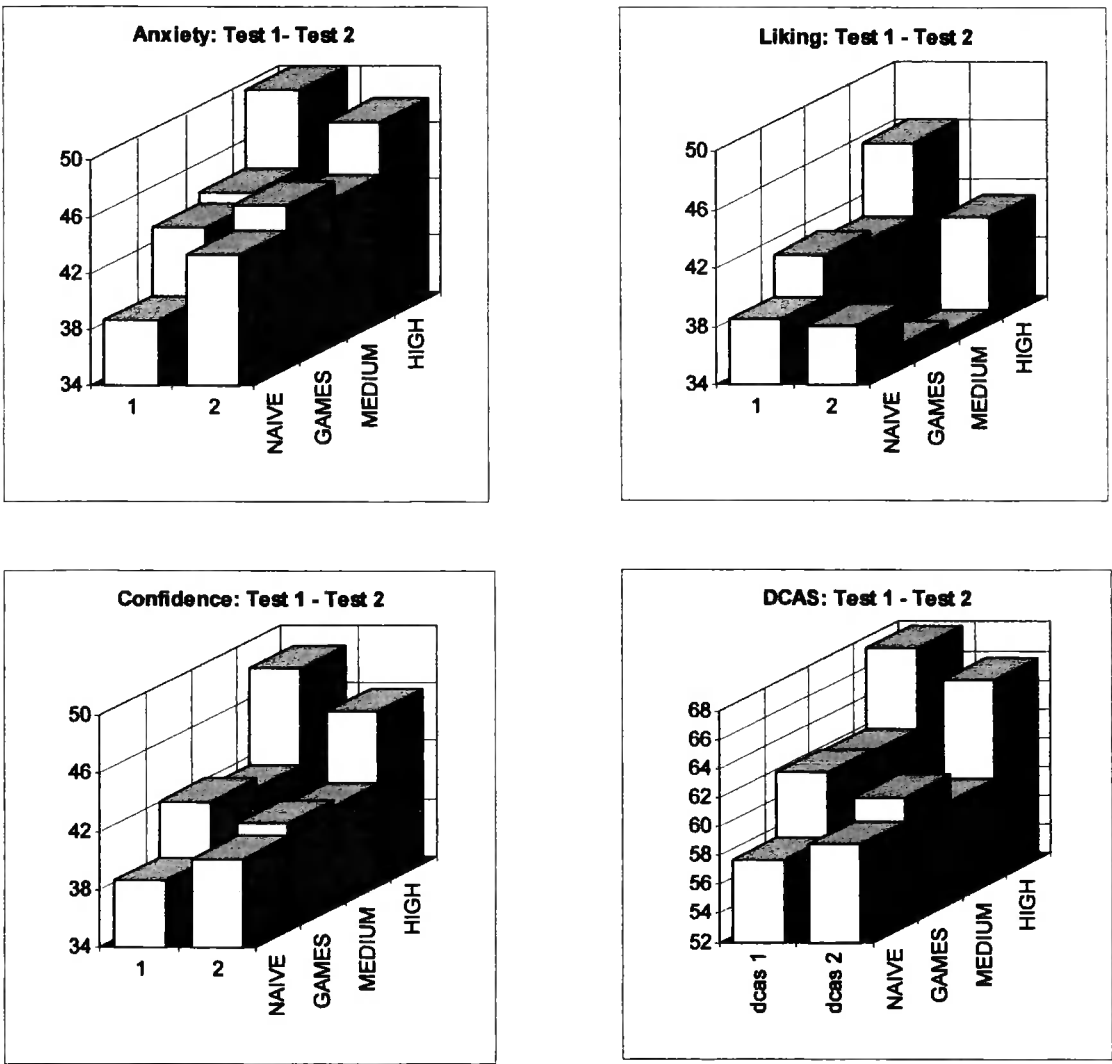 Anxiety: Test 1- Test 2
50
46
42
38
34
1
2
NAIVE
GAMES
MEDIUM
HIGH
Liking: Test 1 - Test 2
50
46
42
38
34
1
2
NAIVE
GAMES
MEDIUM
HIGH
Confidence: Test 1 - Test 2
50
46
42
38
34
1
2
NAIVE
GAMES
MEDIUM
HIGH
DCAS: Test 1 - Test 2
68
66
64
62
60
58
56
54
52
dcas 1
dcas 2
NAIVE
GAMES
MEDIUM
HIGH